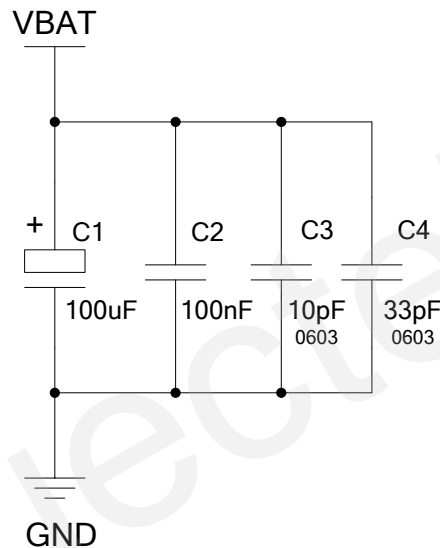 VBAT
+
C1
C2
C3
C4
100uF
100nF
10pF
33pF
0603
0603
GND